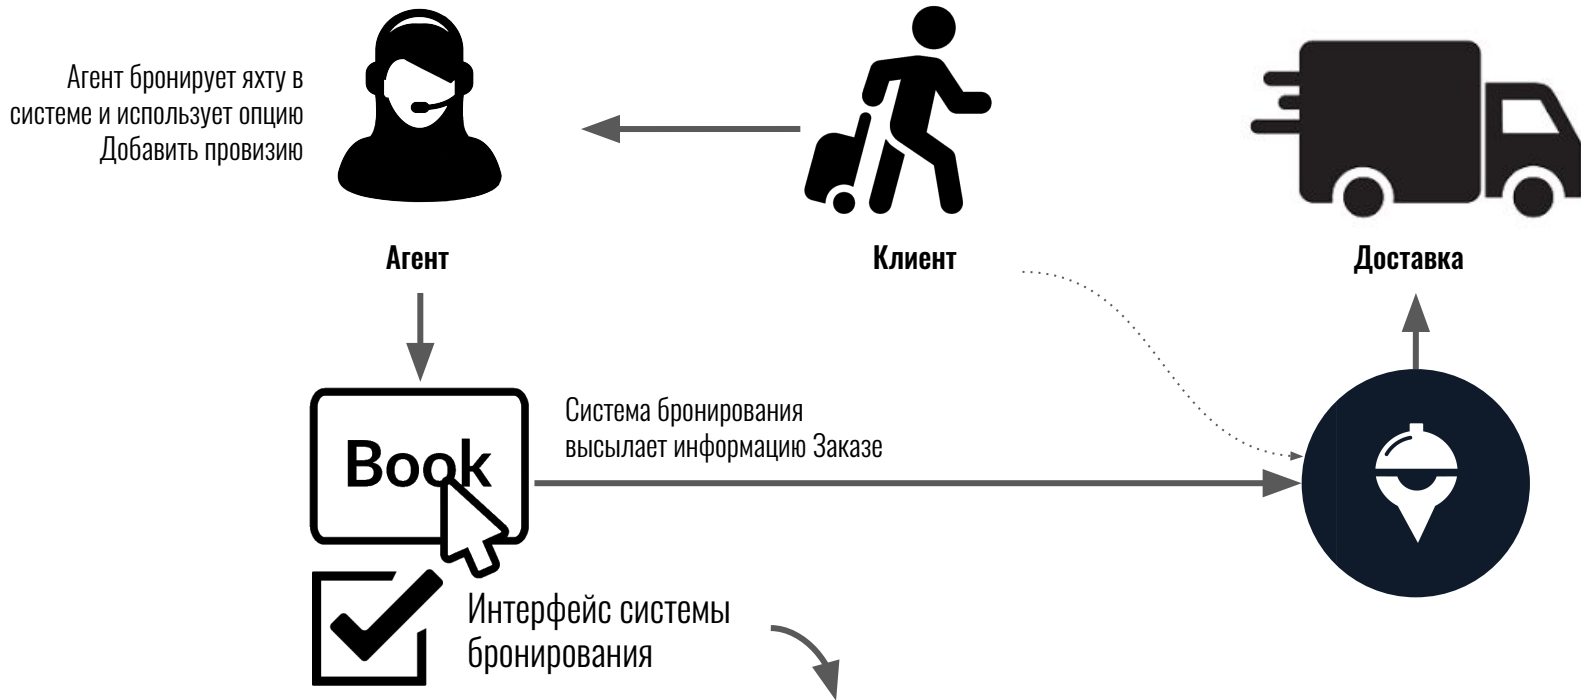 Агент бронирует яхту в
системе и использует опцию
Добавить провизию
Агент
Клиент
Доставка
Book
Система бронирования
высылает информацию Заказе
Интерфейс системы
бронирования